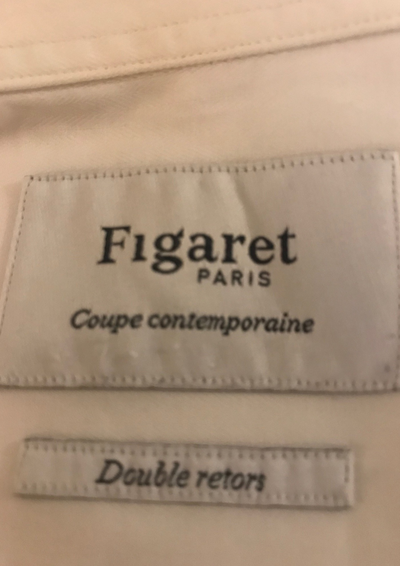 Figaret
PARIS
Coupe contemporaine
Double retors